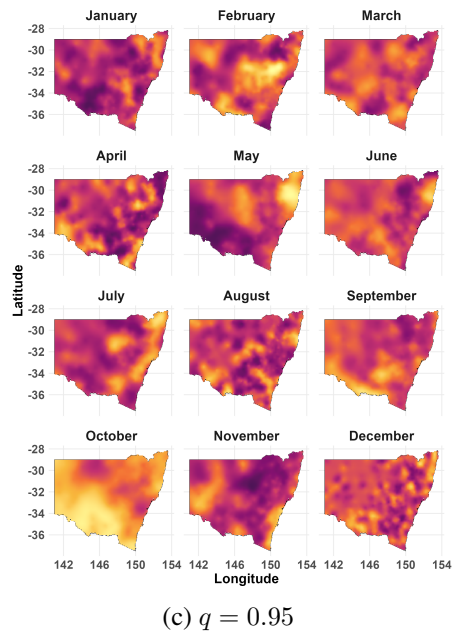 January February March
-28
-30
-32
-34
-36
April May June
-28
-30
-32
-34
-36
Latitude
July August September
-28
-30
-32
-34
-36
October November December
-28
-30
-32
-34
-36
142 146 150 154 142 146 150 154 142 146 150 154
Longitude
(c) q = 0.95